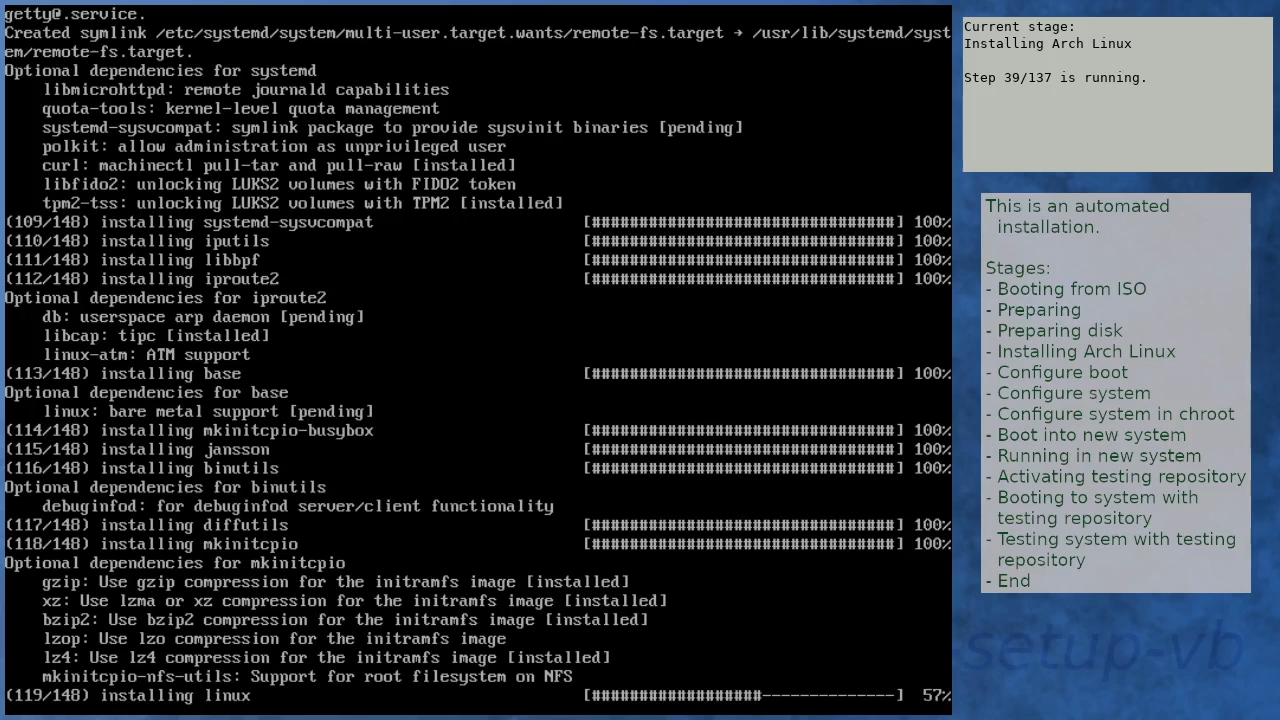 getty@.service.
Created symlink /etc/systemd/system/multi-user.target.wants/remote-fs.target → /usr/lib/systemd/syst
em/remote-fs.target.
Optional dependencies for systemd
    libmicrohttpd: remote journald capabilities
    quota-tools: kernel-level quota management
    systemd-sysvcompat: symlink package to provide sysvinit binaries [pending]
    polkit: allow administration as unprivileged user
    curl: machinectl pull-tar and pull-raw [installed]
    libfido2: unlocking LUKS2 volumes with FIDO2 token
    tpm2-tss: unlocking LUKS2 volumes with TPM2 [installed]
(109/148) installing systemd-sysvcompat [################################] 100%
(110/148) installing iputils [################################] 100%
(111/148) installing libbpf [################################] 100%
(112/148) installing iproute2 [################################] 100%
Optional dependencies for iproute2
    db: userspace arp daemon [pending]
    libcap: tipc [installed]
    linux-atm: ATM support
(113/148) installing base [################################] 100%
Optional dependencies for base
    linux: bare metal support [pending]
(114/148) installing mkinitcpio-busybox [################################] 100%
(115/148) installing jansson [################################] 100%
(116/148) installing binutils [################################] 100%
Optional dependencies for binutils
    debuginfod: for debuginfod server/client functionality
(117/148) installing diffutils [################################] 100%
(118/148) installing mkinitcpio [################################] 100%
Optional dependencies for mkinitcpio
    gzip: Use gzip compression for the initramfs image [installed]
    xz: Use lzma or xz compression for the initramfs image [installed]
    bzip2: Use bzip2 compression for the initramfs image [installed]
    lzop: Use lzo compression for the initramfs image
    lz4: Use lz4 compression for the initramfs image [installed]
    mkinitcpio-nfs-utils: Support for root filesystem on NFS
(119/148) installing linux [##################--------------] 57%
Current stage:
Installing Arch Linux
Step 39/137 is running.
This is an automated
installation.
Stages:
- Booting from ISO
- Preparing
- Preparing disk
- Installing Arch Linux
- Configure boot
- Configure system
- Configure system in chroot
- Boot into new system
- Running in new system
- Activating testing repository
- Booting to system with
testing repository
- Testing system with testing
repository
- End
setup-vb